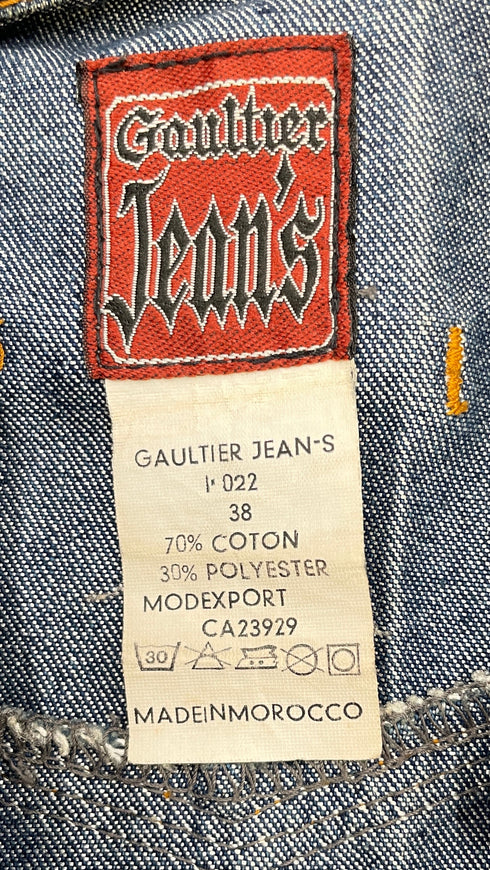 Gaultier
Jean's
GAULTIER JEAN-S
022
38
70% COTON
30% POLYESTER
MODEXPORT
CA23929
30
MADEINMOROCCO